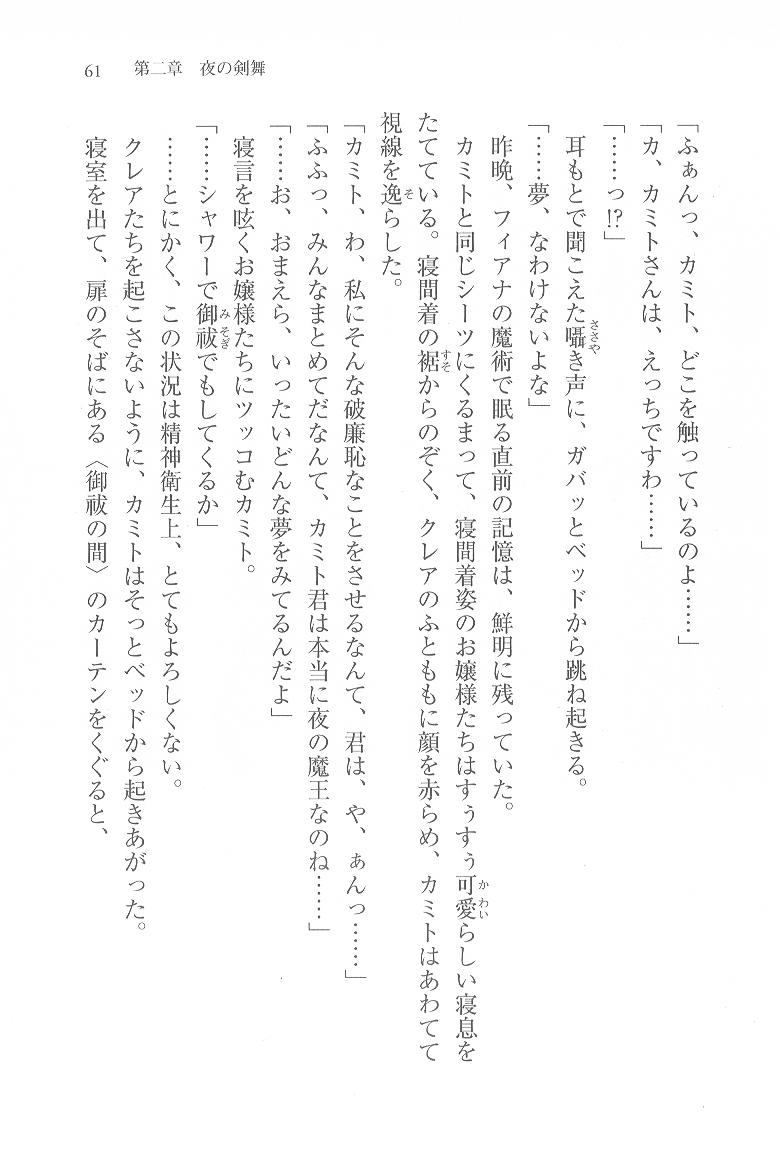 61　第二章　夜の剣舞
「ふぁんっ、カミト、どこを触っているのよ……」
「カ、カミトさんは、えっちですわ……」
「……っ!?」
耳もとで聞こえた囁き声に、ガバッとベッドから跳ね起きる。
「……夢、なわけないよな」
昨晩、フィアナの魔術で眠る直前の記憶は、鮮明に残っていた。
カミトと同じシーツにくるまって、寝間着姿のお嬢様たちはすぅすぅ可愛らしい寝息を
たてている。寝間着の裾からのぞく、クレアのふとももに顔を赤らめ、カミトはあわてて
視線を逸らした。
「カミト、わ、私にそんな破廉恥なことをさせるなんて、君は、や、ぁんっ……」
「ふふっ、みんなまとめてだなんて、カミト君は本当に夜の魔王なのね……」
「……お、おまえら、いったいどんな夢をみてるんだよ」
寝言を呟くお嬢様たちにツッコむカミト。
「……シャワーで御祓でもしてくるか」
……とにかく、この状況は精神衛生上、とてもよろしくない。
クレアたちを起こさないように、カミトはそっとベッドから起きあがった。
寝室を出て、扉のそばにある〈御祓の間〉のカーテンをくぐると、